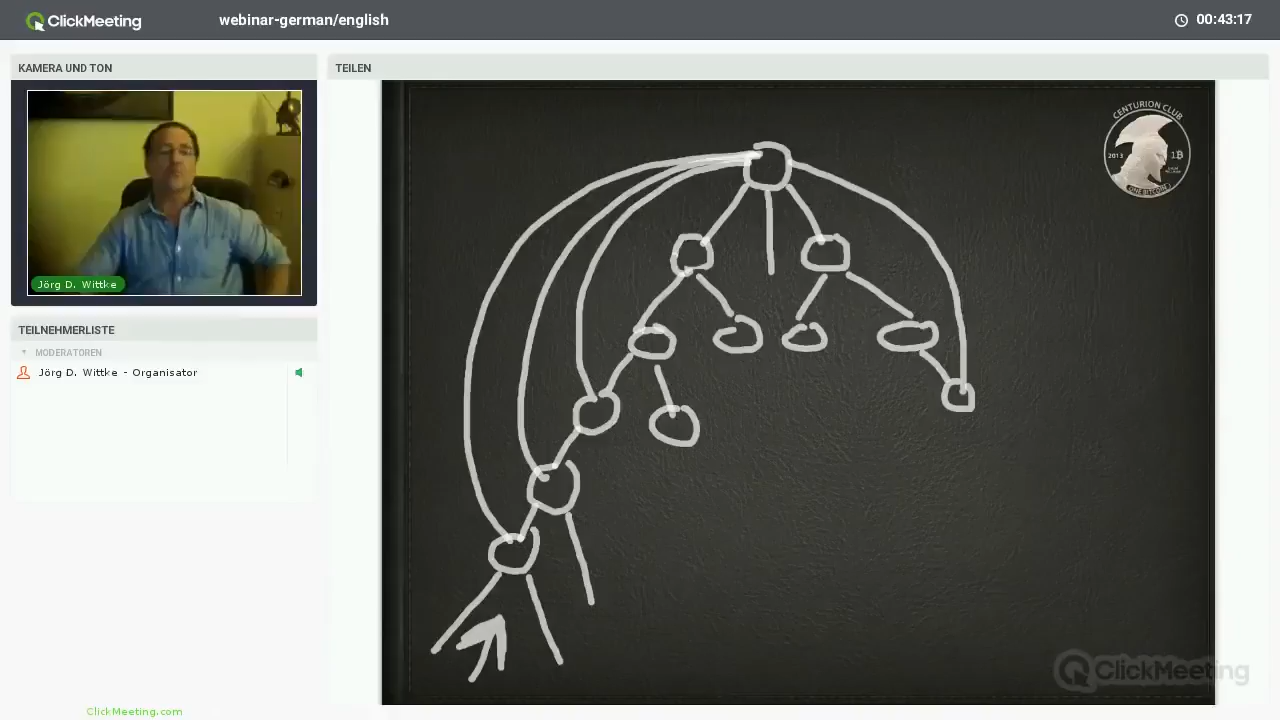 ClickMeeting
webinar-german/english
00:43:17
KAMERA UND TON
Jörg D. Wittke
TEILNEHMERLISTE
MODERATOREN
Jörg D. Wittke - Organisator
TEILEN
CENTURION CLUB
2013
ClickMeeting
ClickMeeting.com